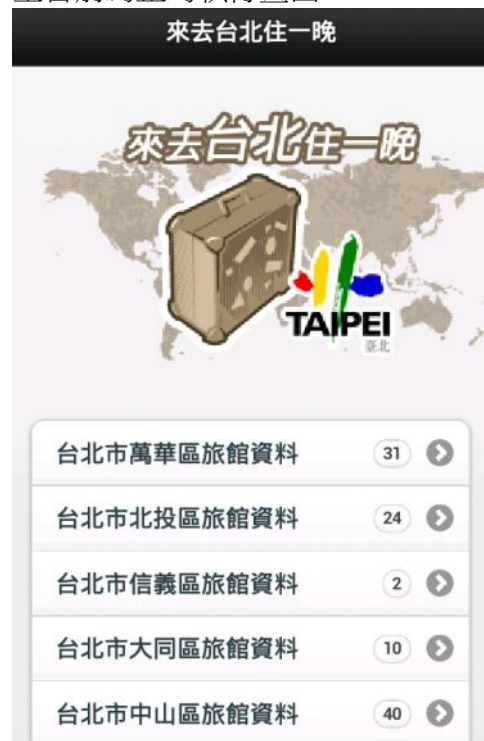 來去台北住一晚
來去台北住一晚
TAIPEI
臺北
台北市萬華區旅館資料 31
台北市北投區旅館資料 24
台北市信義區旅館資料 2
台北市大同區旅館資料 10
台北市中山區旅館資料 40